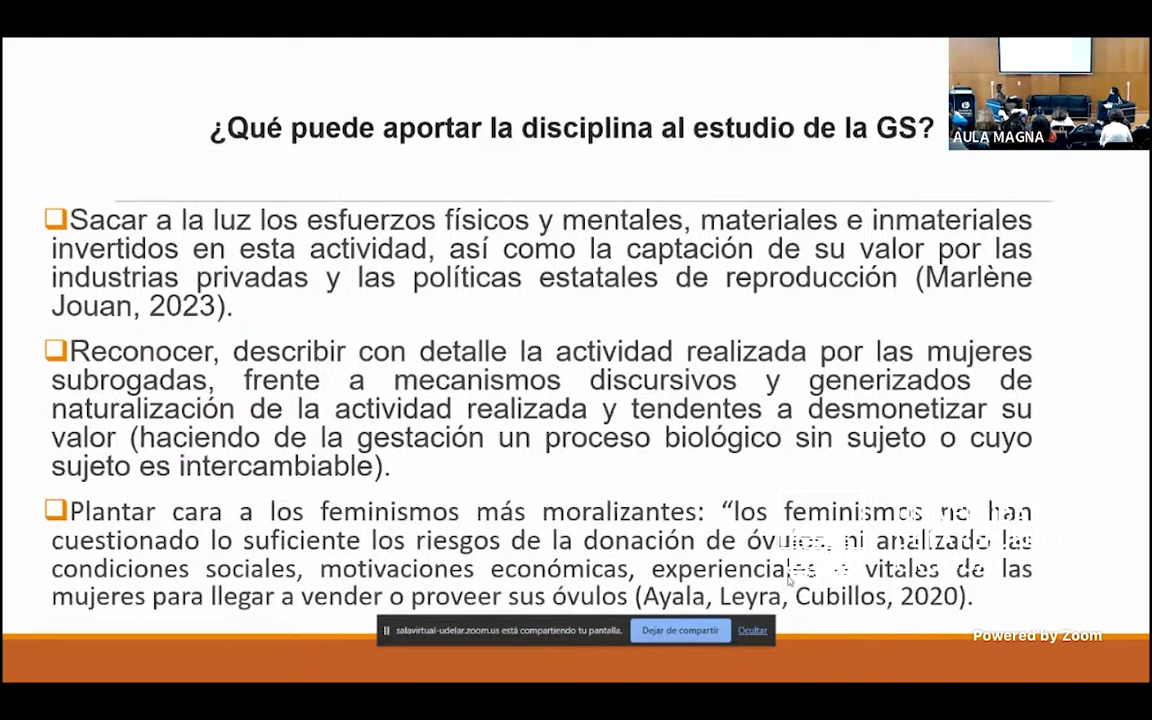 ¿Qué puede aportar la disciplina al estudio de la GS?
AULA MAGNA
Sacar a la luz los esfuerzos físicos y mentales, materiales e inmateriales
invertidos en esta actividad, así como la captación de su valor por las
industrias privadas y las políticas estatales de reproducción (Marlène
Jouan, 2023).
Reconocer, describir con detalle la actividad realizada por las mujeres
subrogadas, frente a mecanismos discursivos y generizados de
naturalización de la actividad realizada y tendentes a desmonetizar su
valor (haciendo de la gestación un proceso biológico sin sujeto o cuyo
sujeto es intercambiable).
Plantar cara a los feminismos más moralizantes: “los feminismos no han
cuestionado lo suficiente los riesgos de la donación de
condiciones sociales, motivaciones económicas, vitales de las
mujeres para llegar a vender o proveer sus óvulos (Ayala, Leyra, Cubillos, 2020).
salavirtual-udelar.zoom.us está compartiendo tu pantalla.
Dejar de compartir
Ocultar
Powered by Zoom